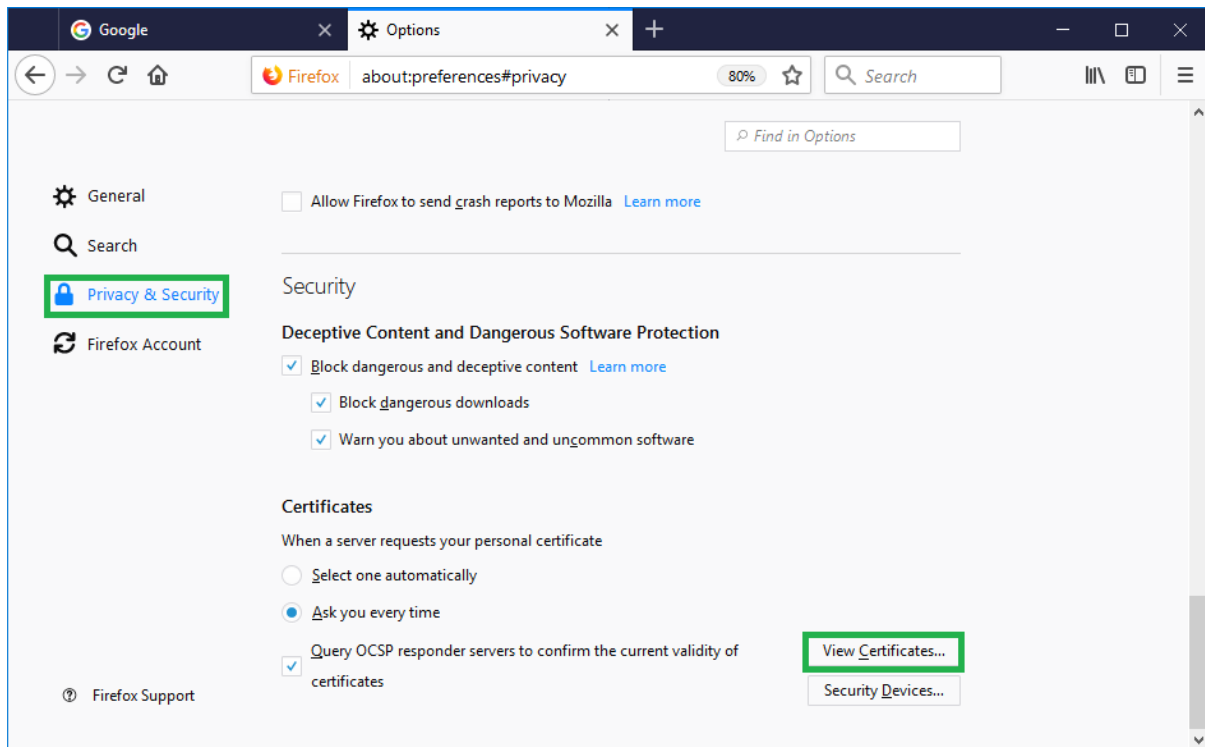 Google
Options
Firefox
about:preferences#privacy
80%
Search
Find in Options
General
Search
Privacy & Security
Firefox Account
Firefox Support
Allow Firefox to send crash reports to Mozilla Learn more
Security
Deceptive Content and Dangerous Software Protection
Block dangerous and deceptive content Learn more
Block dangerous downloads
Warn you about unwanted and uncommon software
Certificates
When a server requests your personal certificate
Select one automatically
Ask you every time
Query OCSP responder servers to confirm the current validity of
certificates
View Certificates...
Security Devices...